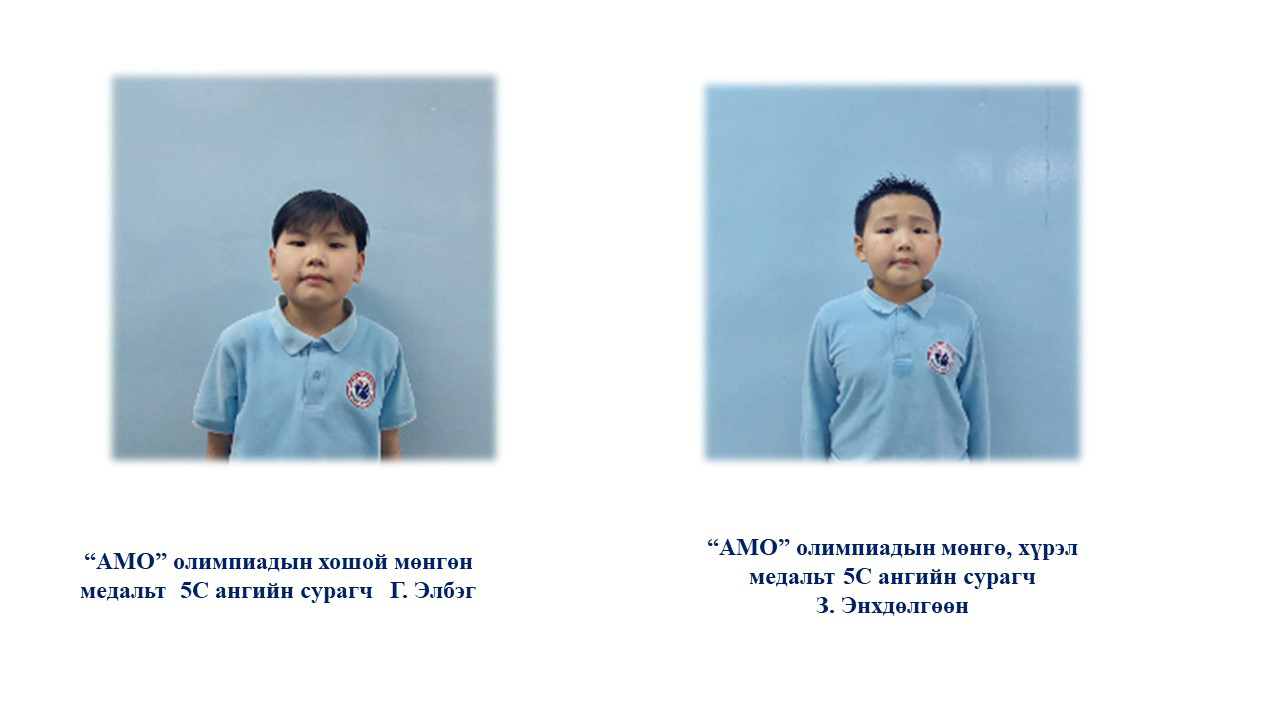 “АМО” олимпиадын хошой мөнгөн
медальт 5С ангийн сурагч Г. Элбэг
“АМО” олимпиадын мөнгө, хүрэл
медальт 5С ангийн сурагч
З. Энхдөлгөөн